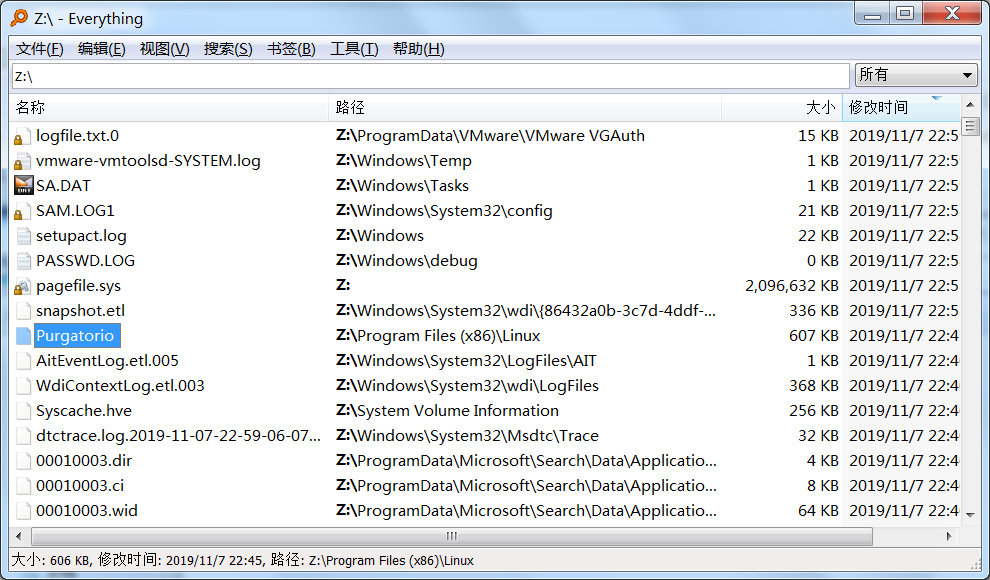 Z:\ - Everything
文件(F) 编辑(E) 视图(V) 搜索(S) 书签(B) 工具(T) 帮助(H)
z:\ 所有
名称 路径 大小 修改时间
logfile.txt.0 Z:\ProgramData\VMware\VMware VGAuth 15 KB 2019/11/7 22:5
vmware-vmtoolsd-SYSTEM.log Z:\Windows\Temp 1 KB 2019/11/7 22:5
SA.DAT Z:\Windows\Tasks 1 KB 2019/11/7 22:5
SAM.LOG1 Z:\Windows\System32\config 21 KB 2019/11/7 22:5
setupact.log Z:\Windows 22 KB 2019/11/7 22:5
PASSWD.LOG Z:\Windows\debug 0 KB 2019/11/7 22:5
pagefile.sys Z: 2,096,632 KB 2019/11/7 22:5
snapshot.etl Z:\Windows\System32\wdi\{86432a0b-3c7d-4ddf-... 336 KB 2019/11/7 22:5
Purgatorio Z:\Program Files (x86)\Linux 607 KB 2019/11/7 22:4
AitEventLog.etl.005 Z:\Windows\System32\LogFiles\AIT 1 KB 2019/11/7 22:4
WdiContextLog.etl.003 Z:\Windows\System32\wdi\LogFiles 368 KB 2019/11/7 22:4
Syscache.hve Z:\System Volume Information 256 KB 2019/11/7 22:4
dtctrace.log.2019-11-07-22-59-06-07... Z:\Windows\System32\Msdtc\Trace 32 KB 2019/11/7 22:4
00010003.dir Z:\ProgramData\Microsoft\Search\Data\Applicatio... 4 KB 2019/11/7 22:4
00010003.ci Z:\ProgramData\Microsoft\Search\Data\Applicatio... 8 KB 2019/11/7 22:4
00010003.wid Z:\ProgramData\Microsoft\Search\Data\Applicatio... 64 KB 2019/11/7 22:4
大小: 606 KB, 修改时间: 2019/11/7 22:45, 路径: Z:\Program Files (x86)\Linux